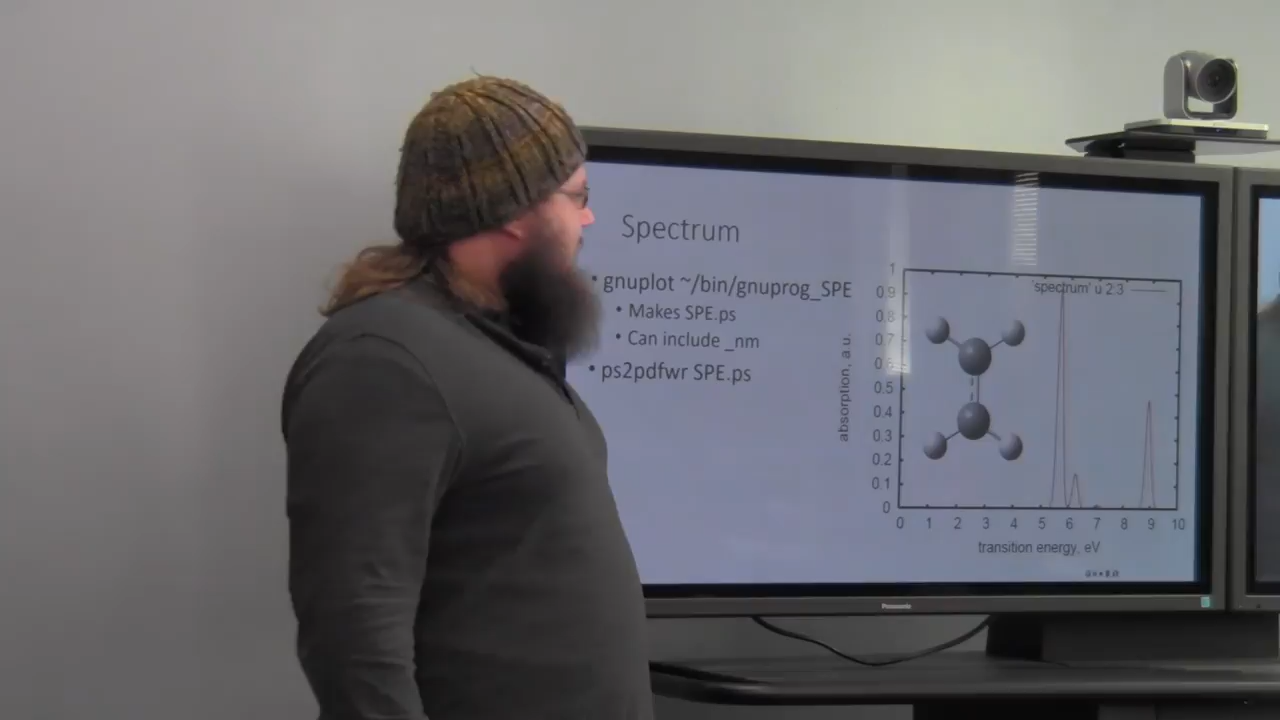 Spectrum
• gnuplot ~/bin/gnuprog_SPE
• Makes SPE.ps
• Can include _nm
• ps2pdfwr SPE.ps
'spectrum' u 2:3
absorption, a.u.
1
0.9
0.8
0.7
0.6
0.5
0.4
0.3
0.2
0.1
0
0 1 2 3 4 5 6 7 8 9 10
transition energy, eV
Panasonic